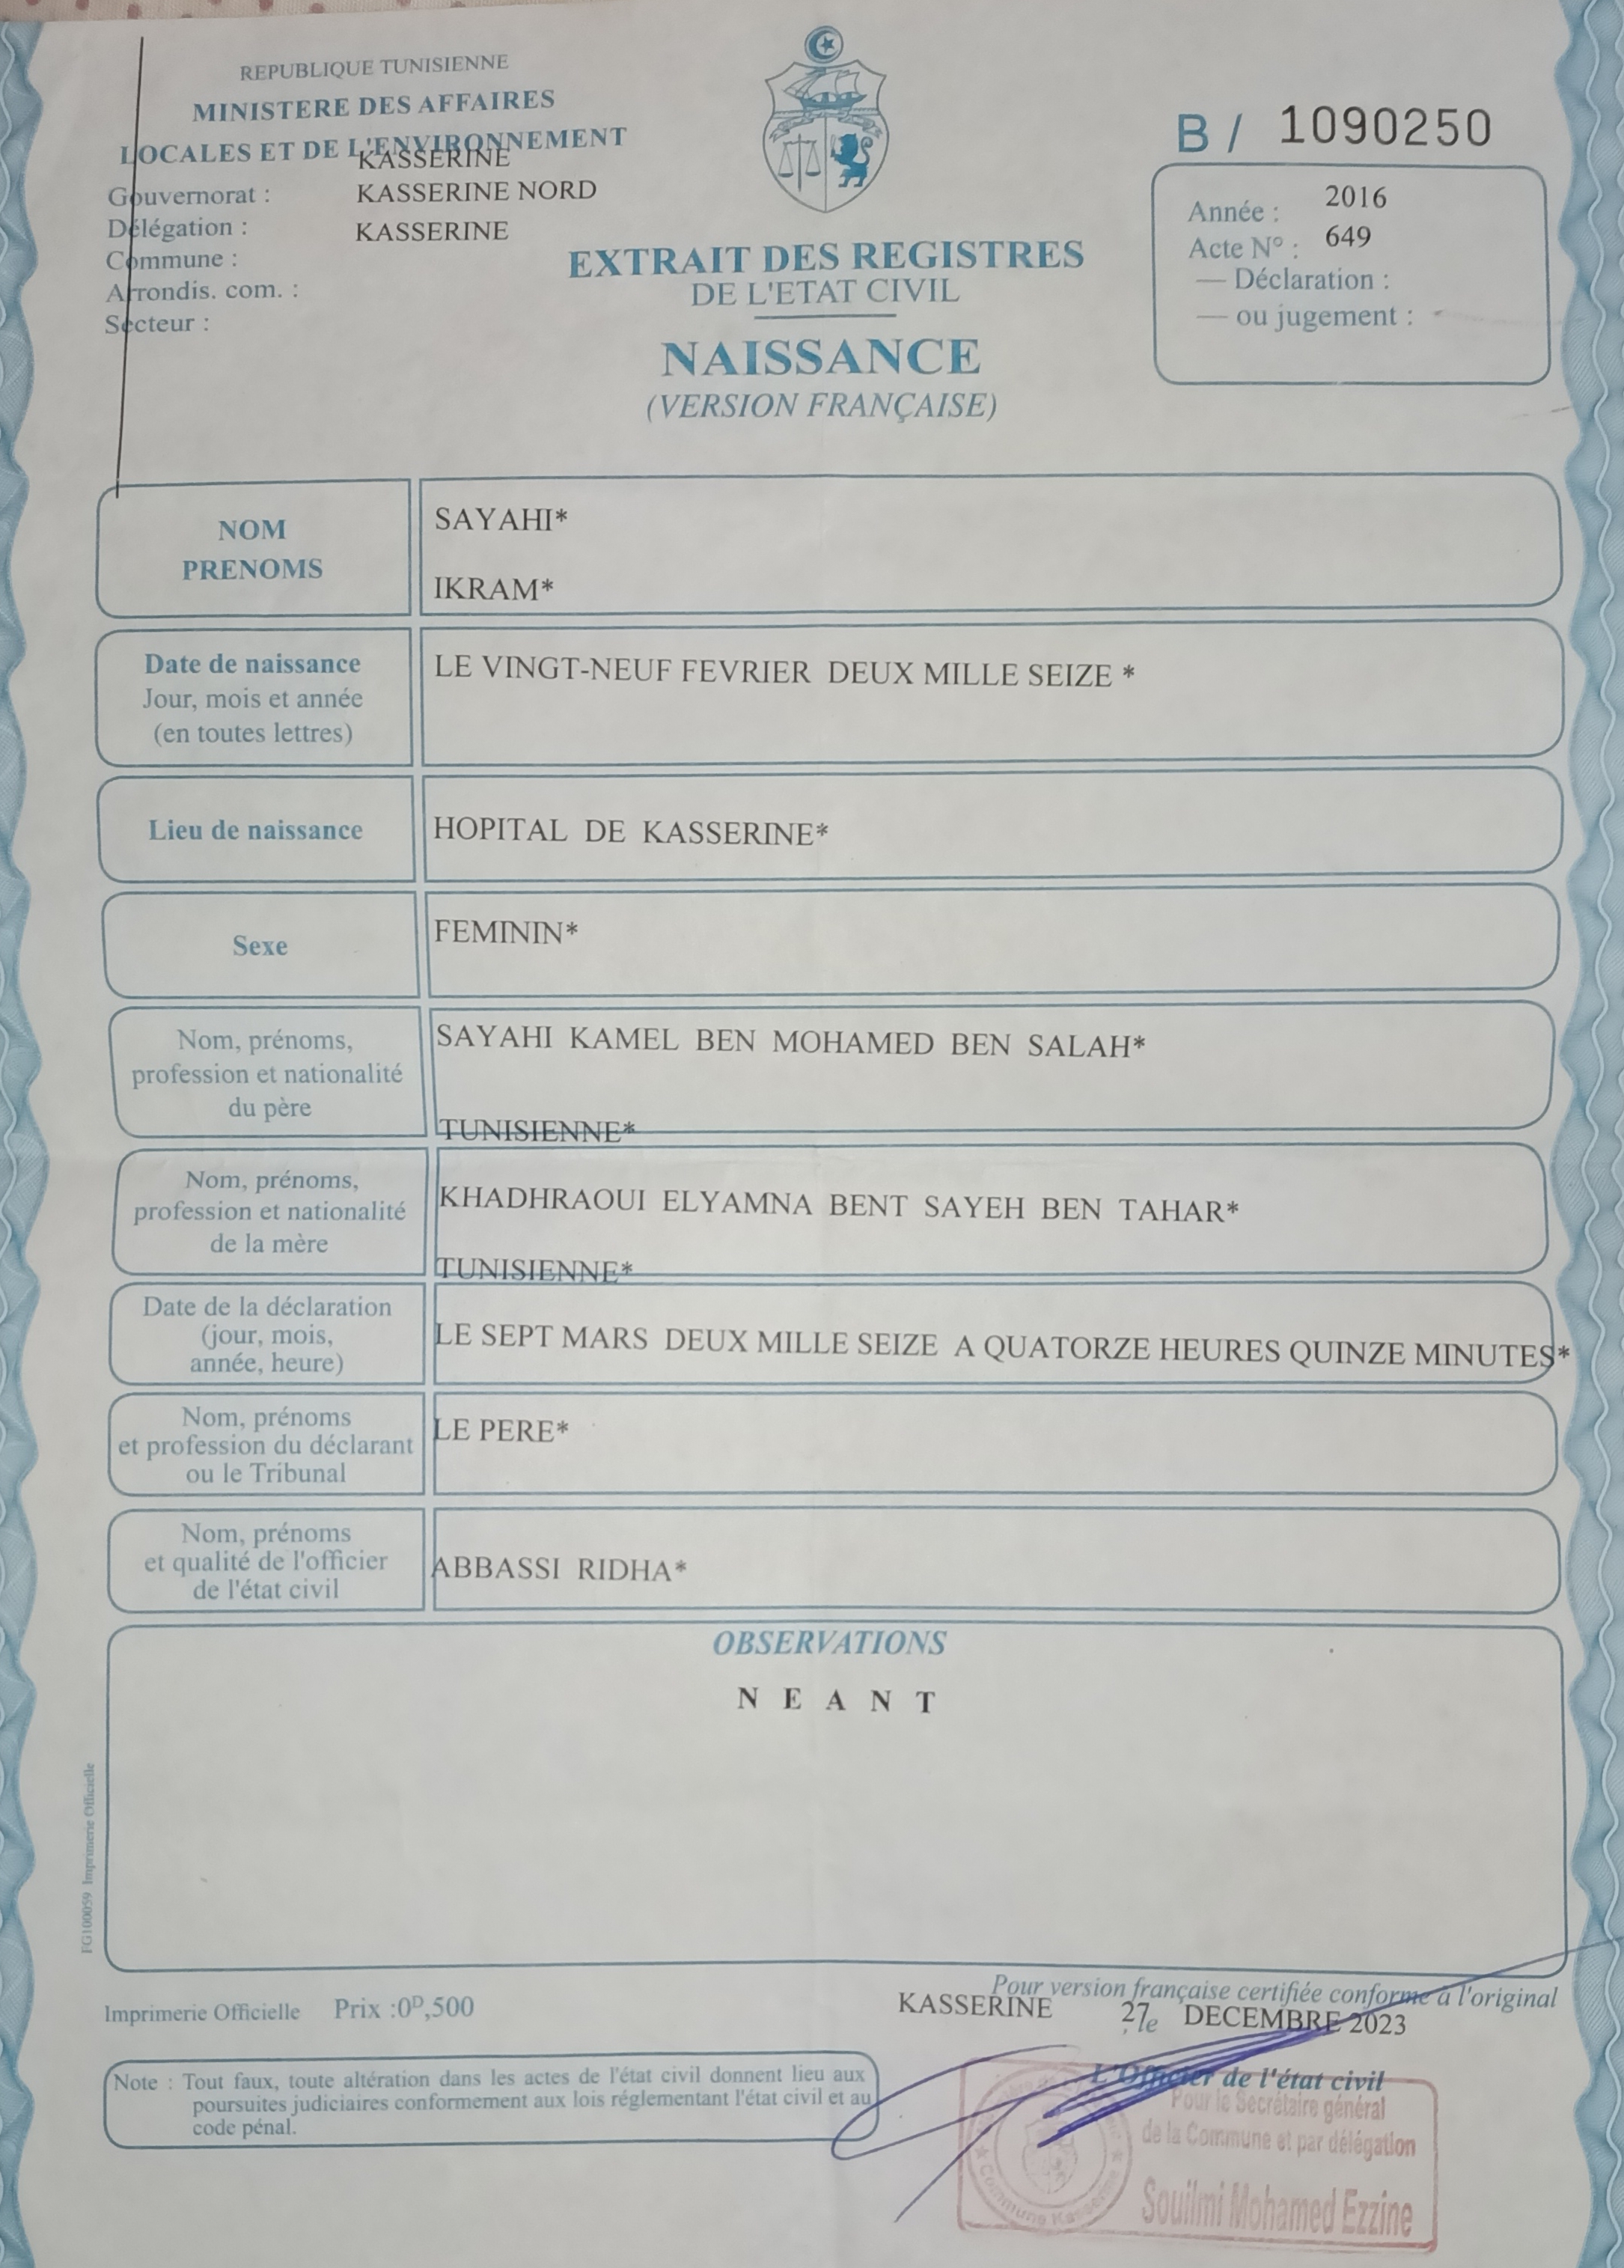 REPUBLIQUE TUNISIENNE
MINISTERE DES AFFAIRES
LOCALES ET DE L'ENVIRONNEMENT
KASSERINE
Gouvernorat :
KASSERINE NORD
Délégation :
KASSERINE
Commune :
Arrondis. com. :
Secteur :
B / 1090250
Année : 2016
Acte N° : 649
— Déclaration :
— ou jugement :
EXTRAIT DES REGISTRES
DE L'ETAT CIVIL
NAISSANCE
(VERSION FRANÇAISE)
NOM
PRENOMS
SAYAHI*
IKRAM*
Date de naissance
Jour, mois et année
(en toutes lettres)
LE VINGT-NEUF FEVRIER DEUX MILLE SEIZE *
Lieu de naissance
HOPITAL DE KASSERINE*
Sexe
FEMININ*
Nom, prénoms,
profession et nationalité
du père
SAYAHI KAMEL BEN MOHAMED BEN SALAH*
TUNISIENNE*
Nom, prénoms,
profession et nationalité
de la mère
KHADHRAOUI ELYAMNA BENT SAYEH BEN TAHAR*
TUNISIENNE*
Date de la déclaration
(jour, mois,
année, heure)
LE SEPT MARS DEUX MILLE SEIZE A QUATORZE HEURES QUINZE MINUTES*
Nom, prénoms
et profession du déclarant
ou le Tribunal
LE PERE*
Nom, prénoms
et qualité de l'officier
de l'état civil
ABBASSI RIDHA*
OBSERVATIONS
N E A N T
FG100059 Imprimerie Officielle
Imprimerie Officielle Prix :0ᴰ,500
Pour version française certifiée conforme à l'original
KASSERINE 27 le DECEMBRE 2023
L'Officier de l'état civil
Note : Tout faux, toute altération dans les actes de l'état civil donnent lieu aux
poursuites judiciaires conformement aux lois réglementant l'état civil et au
code pénal.
Pour le Secrétaire général
de la Commune et par délégation
Souilmi Mohamed Ezzine
Commune Kasserine